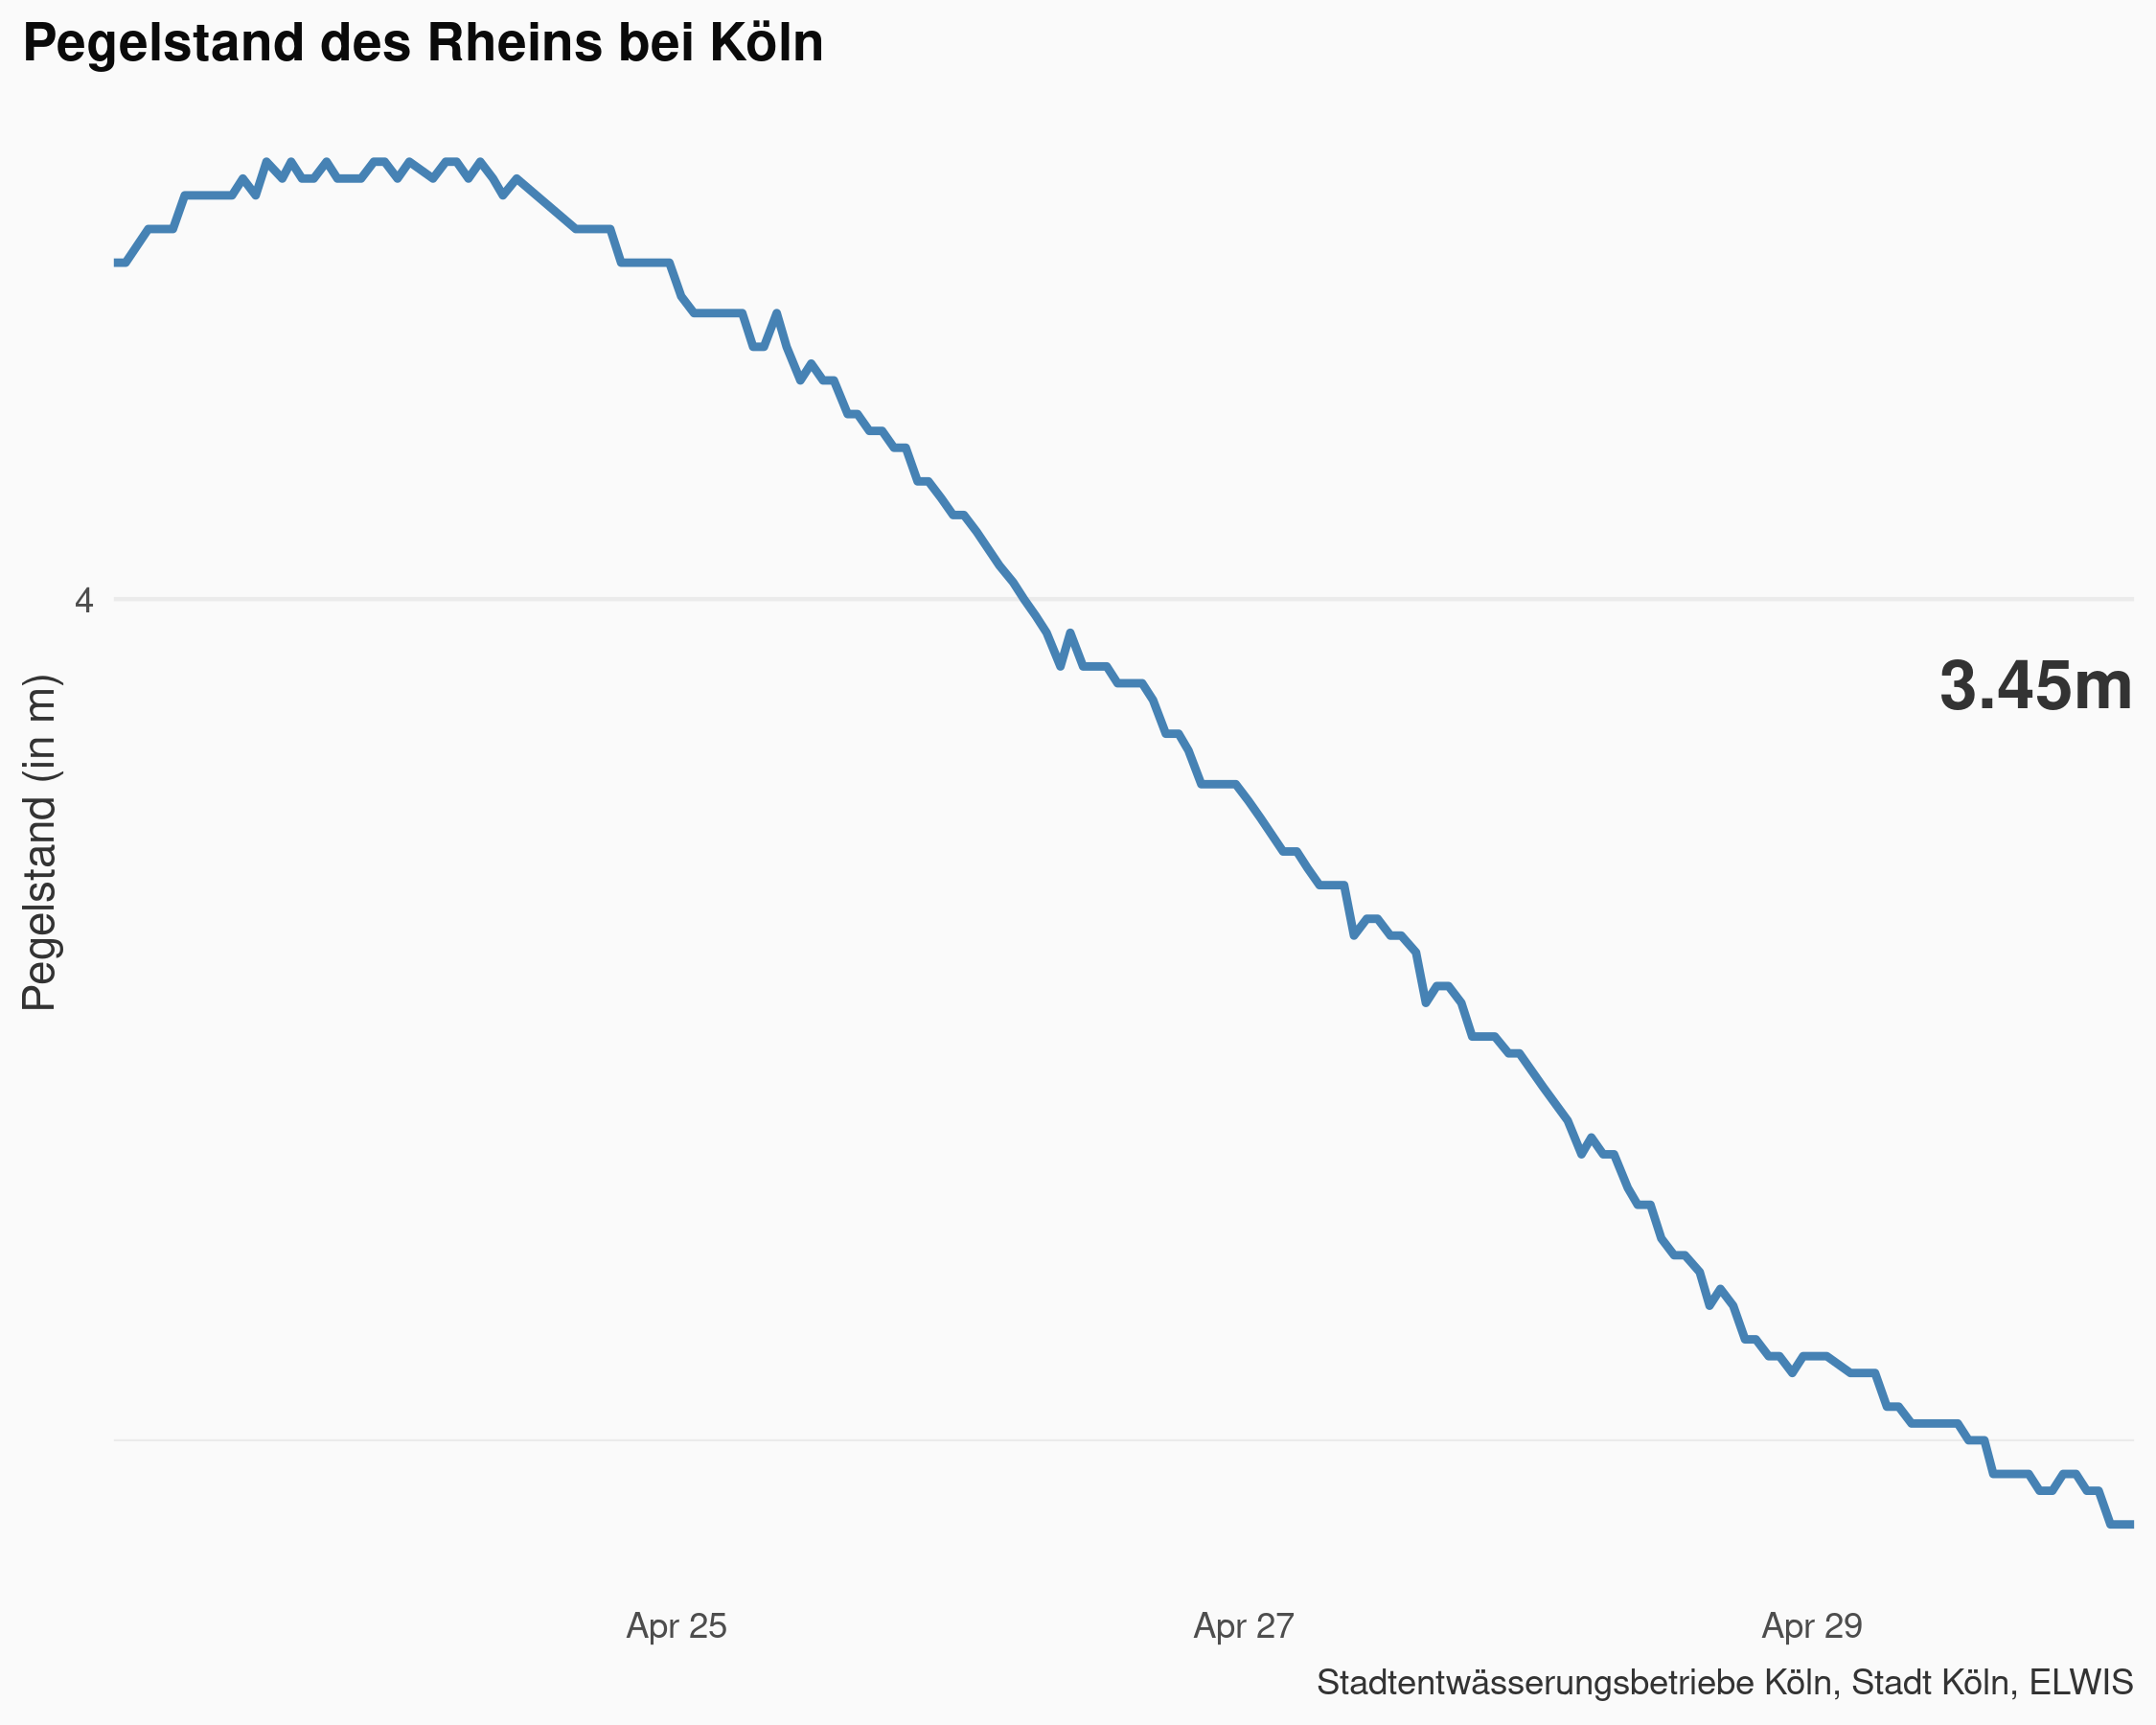 Pegelstand des Rheins bei Köln
4
3.45m
Pegelstand (in m)
Apr 25
Apr 27
Apr 29
Stadtentwässerungsbetriebe Köln, Stadt Köln, ELWIS